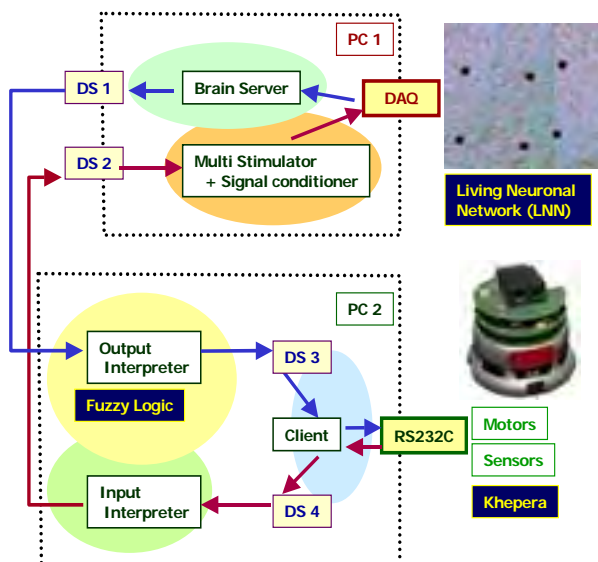 PC 1
DS 1
Brain Server
DAQ
DS 2
Multi Stimulator
+ Signal conditioner
Living Neuronal
Network (LNN)
PC 2
Output
Interpreter
DS 3
Fuzzy Logic
Client
RS232C
Motors
Sensors
Input
Interpreter
DS 4
Khepera